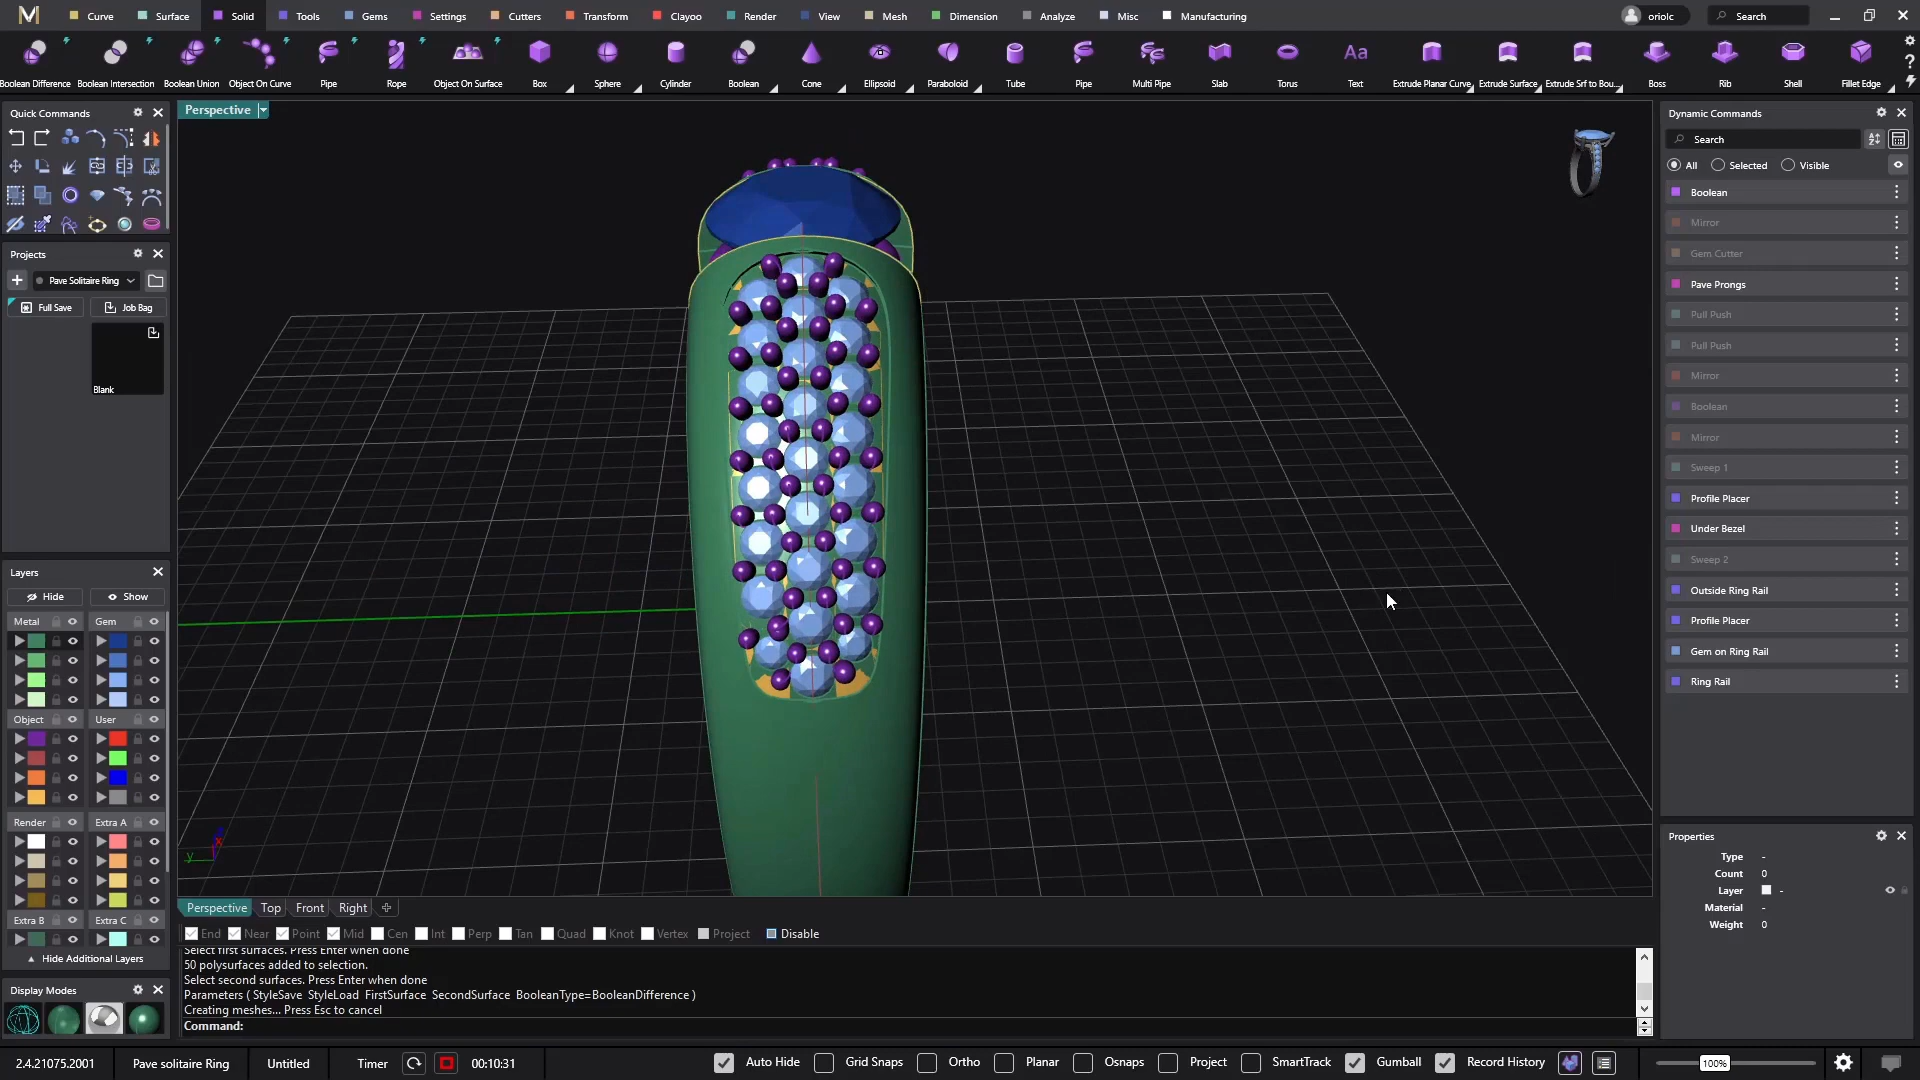 Curve
Surface
Solid
Tools
Gems
Settings
Cutters
Transform
Clayoo
Render
View
Mesh
Dimension
Analyze
Misc
Manufacturing
oriolc
Search
Boolean Difference
Boolean Intersection
Boolean Union
Object On Curve
Pipe
Rope
Object On Surface
Box
Sphere
Cylinder
Boolean
Cone
Ellipsoid
Paraboloid
Tube
Pipe
Multi Pipe
Slab
Torus
Aa
Text
Extrude Planar Curve
Extrude Surface
Extrude Srf to Bou...
Boss
Rib
Shell
Fillet Edge
Quick Commands
Projects
Pave Solitaire Ring
Full Save
Job Bag
Blank
Layers
Hide
Show
Metal
Gem
Object
User
Render
Extra A
Extra B
Extra C
Hide Additional Layers
Display Modes
Perspective
y
x
Perspective
Top
Front
Right
End
Near
Point
Mid
Cen
Int
Perp
Tan
Quad
Knot
Vertex
Project
Disable
Select first surfaces. Press Enter when done
50 polysurfaces added to selection.
Select second surfaces. Press Enter when done
Parameters ( StyleSave StyleLoad FirstSurface SecondSurface BooleanType=BooleanDifference )
Creating meshes... Press Esc to cancel
Command:
Dynamic Commands
Search
All
Selected
Visible
Boolean
Mirror
Gem Cutter
Pave Prongs
Pull Push
Pull Push
Mirror
Boolean
Mirror
Sweep 1
Profile Placer
Under Bezel
Sweep 2
Outside Ring Rail
Profile Placer
Gem on Ring Rail
Ring Rail
Properties
Type -
Count 0
Layer -
Material -
Weight 0
2.4.21075.2001
Pave solitaire Ring
Untitled
Timer
00:10:31
Auto Hide
Grid Snaps
Ortho
Planar
Osnaps
Project
SmartTrack
Gumball
Record History
100%